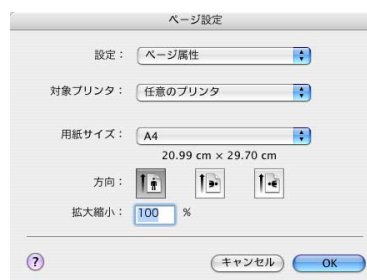 ページ設定
設定： ページ属性
対象プリンタ： 任意のプリンタ
用紙サイズ： A4
20.99 cm × 29.70 cm
方向：
拡大縮小： 100 %
? キャンセル OK